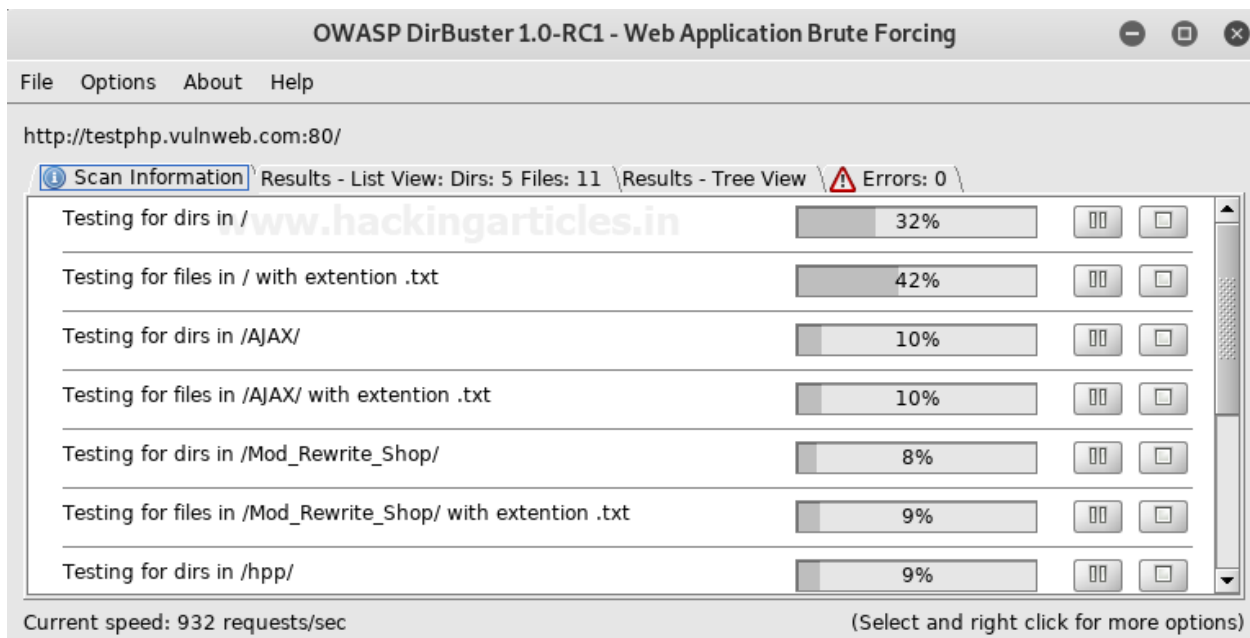 OWASP DirBuster 1.0-RC1 - Web Application Brute Forcing
File Options About Help
http://testphp.vulnweb.com:80/
Scan Information Results - List View: Dirs: 5 Files: 11 Results - Tree View Errors: 0
www.hackingarticles.in
Testing for dirs in / 32%
Testing for files in / with extention .txt 42%
Testing for dirs in /AJAX/ 10%
Testing for files in /AJAX/ with extention .txt 10%
Testing for dirs in /Mod_Rewrite_Shop/ 8%
Testing for files in /Mod_Rewrite_Shop/ with extention .txt 9%
Testing for dirs in /hpp/ 9%
Current speed: 932 requests/sec (Select and right click for more options)